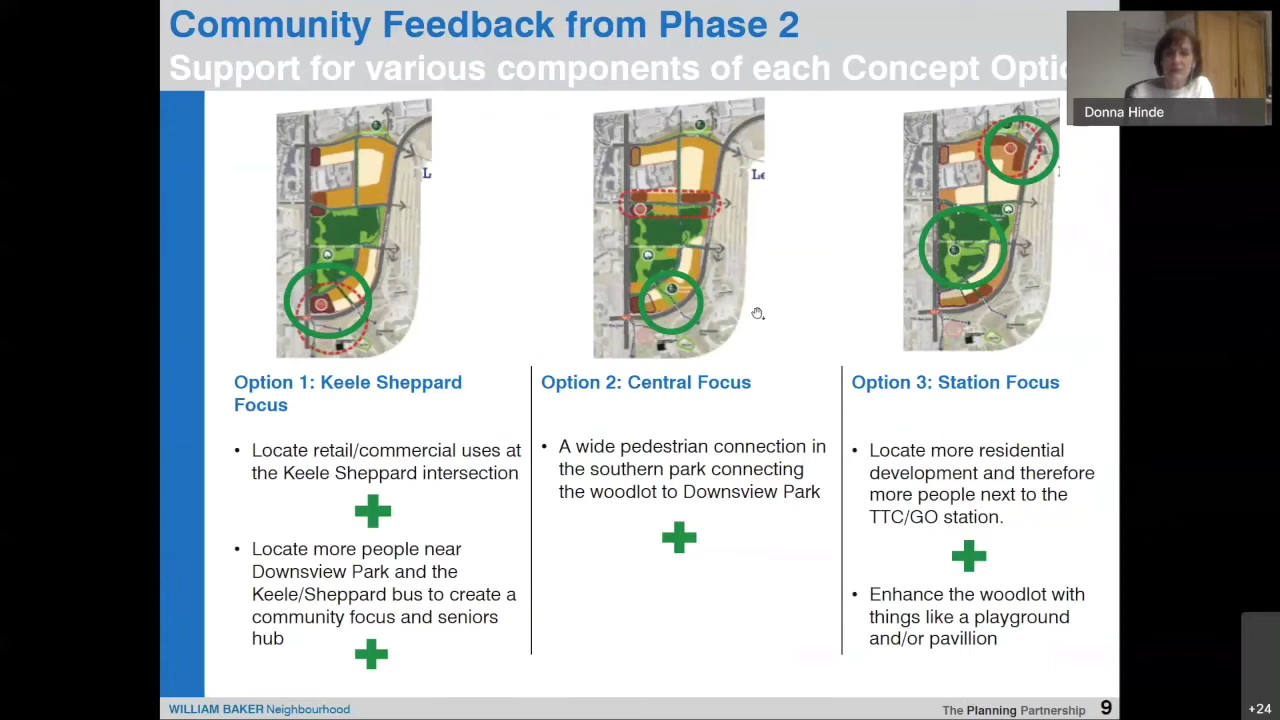 Community Feedback from Phase 2
Support for various components of each Concept
Donna Hinde
Option 1: Keele Sheppard
Focus
• Locate retail/commercial uses at
the Keele Sheppard intersection
• Locate more people near
Downsview Park and the
Keele/Sheppard bus to create a
community focus and seniors
hub
Option 2: Central Focus
• A wide pedestrian connection in
the southern park connecting
the woodlot to Downsview Park
Option 3: Station Focus
• Locate more residential
development and therefore
more people next to the
TTC/GO station.
• Enhance the woodlot with
things like a playground
and/or pavillion
WILLIAM BAKER Neighbourhood
The Planning Partnership 9
+24